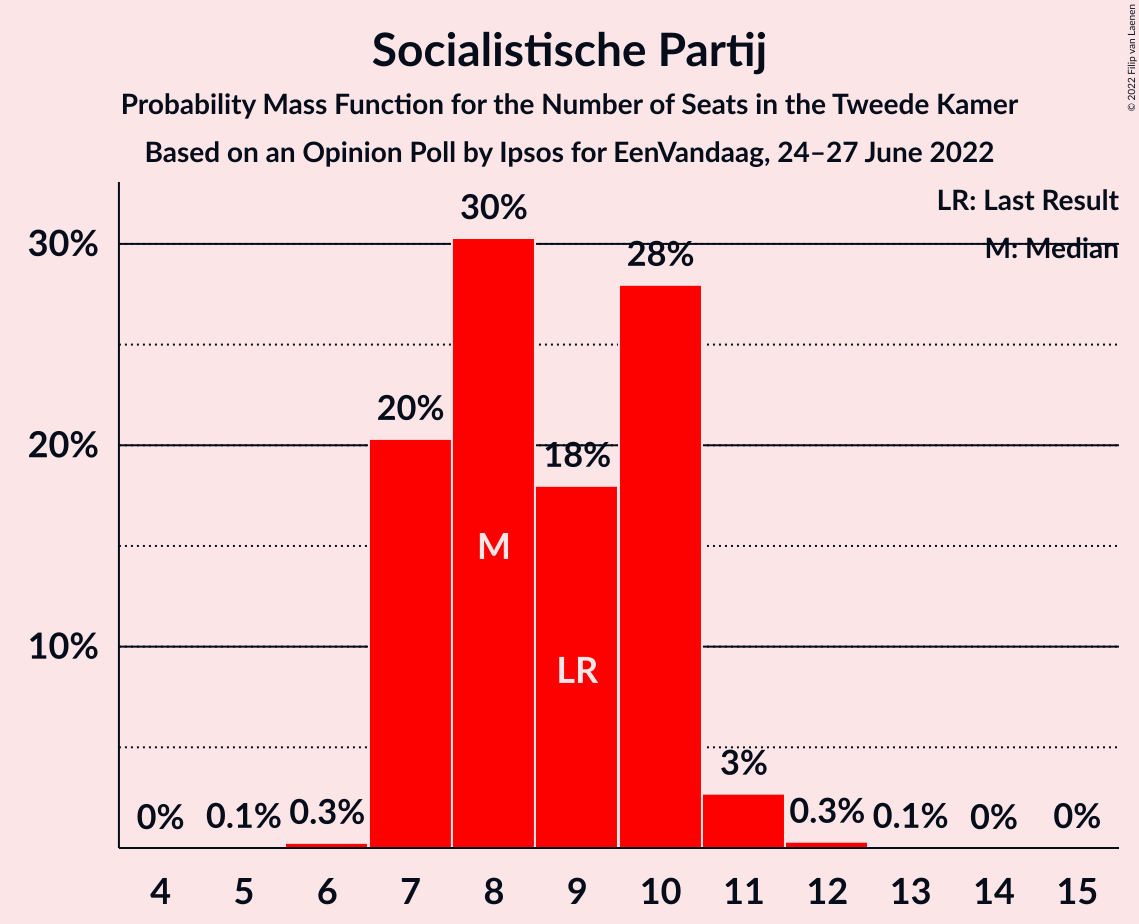 Socialistische Partij
Probability Mass Function for the Number of Seats in the Tweede Kamer
Based on an Opinion Poll by Ipsos for EenVandaag, 24–27 June 2022
© 2022 Filip van Laenen
LR: Last Result
M: Median
30%
20%
10%
0%
0.1%
0.3%
20%
30%
18%
28%
3%
0.3%
0.1%
0%
0%
M
LR
4 5 6 7 8 9 10 11 12 13 14 15